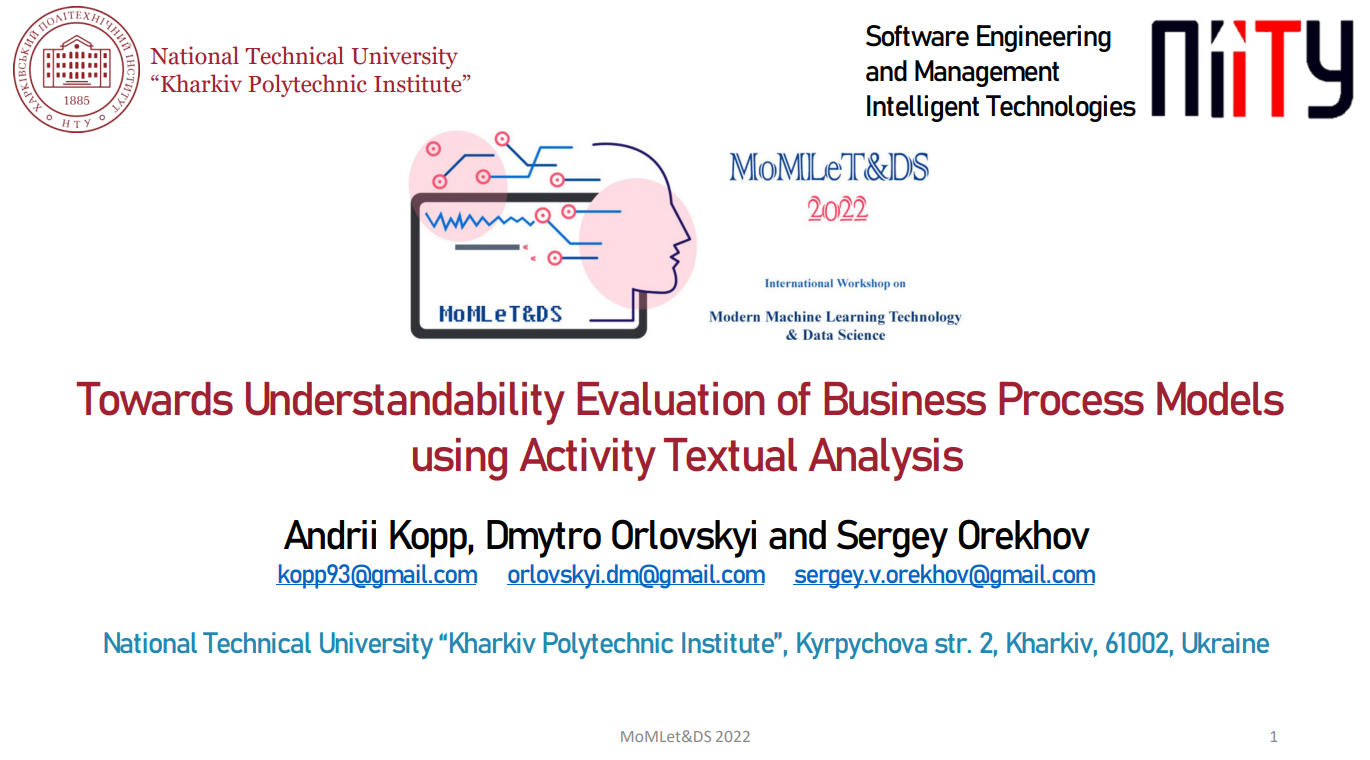 ХАРКІВСЬКИЙ ПОЛІТЕХНІЧНИЙ ІНСТИТУТ
1885
НТУ
National Technical University
“Kharkiv Polytechnic Institute”
Software Engineering
and Management
Intelligent Technologies
NiiTY
MoMLeT&DS
2022
International Workshop on
Modern Machine Learning Technology
& Data Science
MoMLeT&DS
Towards Understandability Evaluation of Business Process Models
using Activity Textual Analysis
Andrii Kopp, Dmytro Orlovskyi and Sergey Orekhov
kopp93@gmail.com orlovskyi.dm@gmail.com sergey.v.orekhov@gmail.com
National Technical University “Kharkiv Polytechnic Institute”, Kyrpychova str. 2, Kharkiv, 61002, Ukraine
MoMLet&DS 2022
1